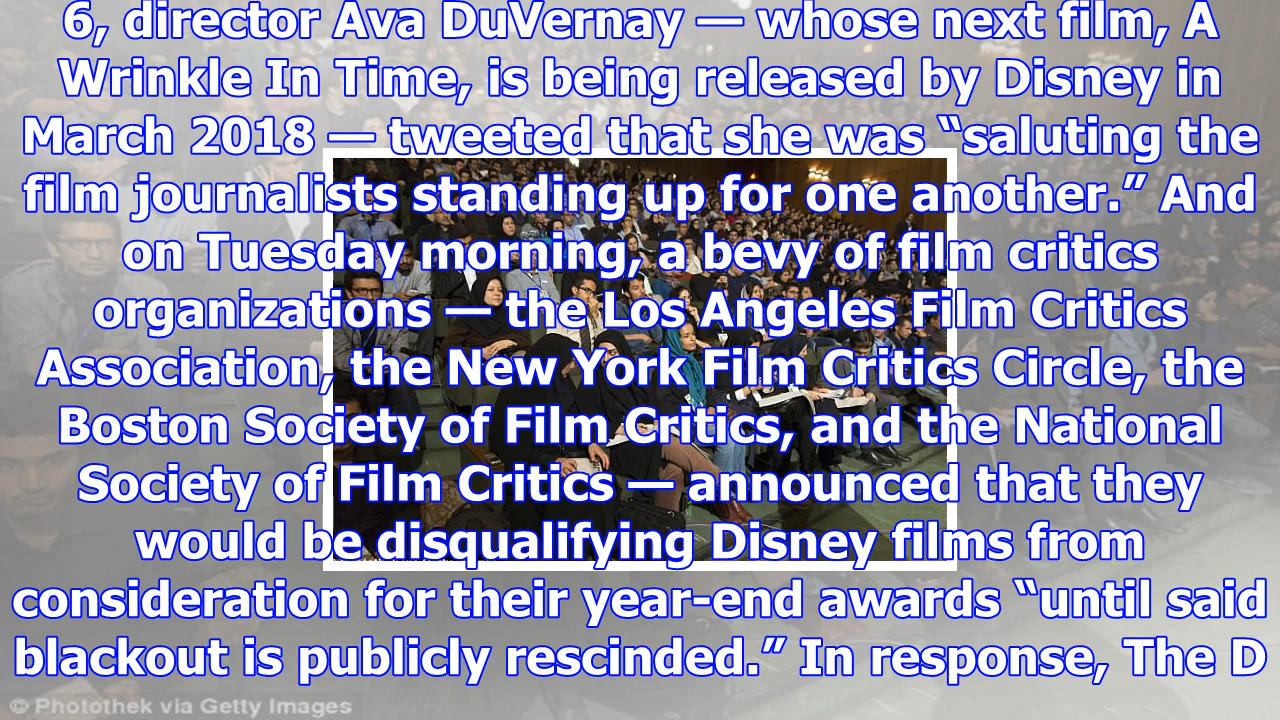 6, director Ava DuVernay — whose next film, A
Wrinkle In Time, is being released by Disney in
March 2018 — tweeted that she was “saluting the
film journalists standing up for one another.” And
on Tuesday morning, a bevy of film critics
organizations — the Los Angeles Film Critics
Association, the New York Film Critics Circle, the
Boston Society of Film Critics, and the National
Society of Film Critics — announced that they
would be disqualifying Disney films from
consideration for their year-end awards “until said
blackout is publicly rescinded.” In response, The D
© Photothek via Getty Images